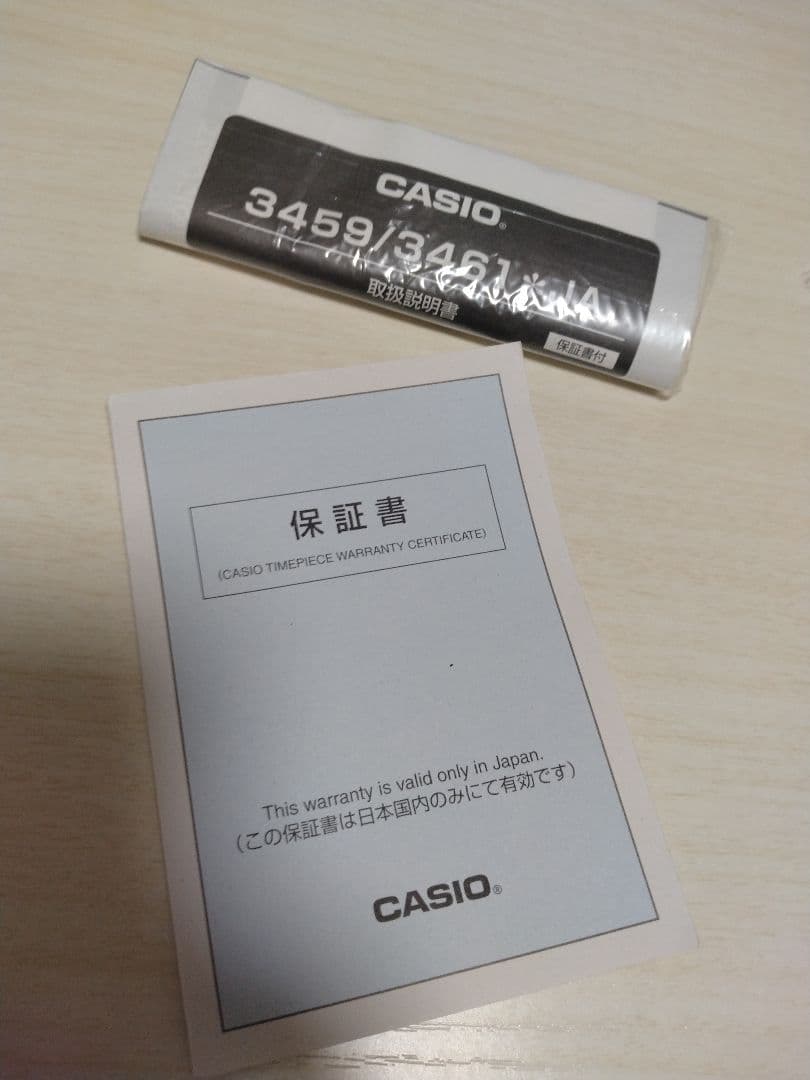 CASIO®
3459/3461*JA
取扱説明書
保証書付
保証書
(CASIO TIMEPIECE WARRANTY CERTIFICATE)
This warranty is valid only in Japan.
(この保証書は日本国内のみにて有効です)
CASIO®